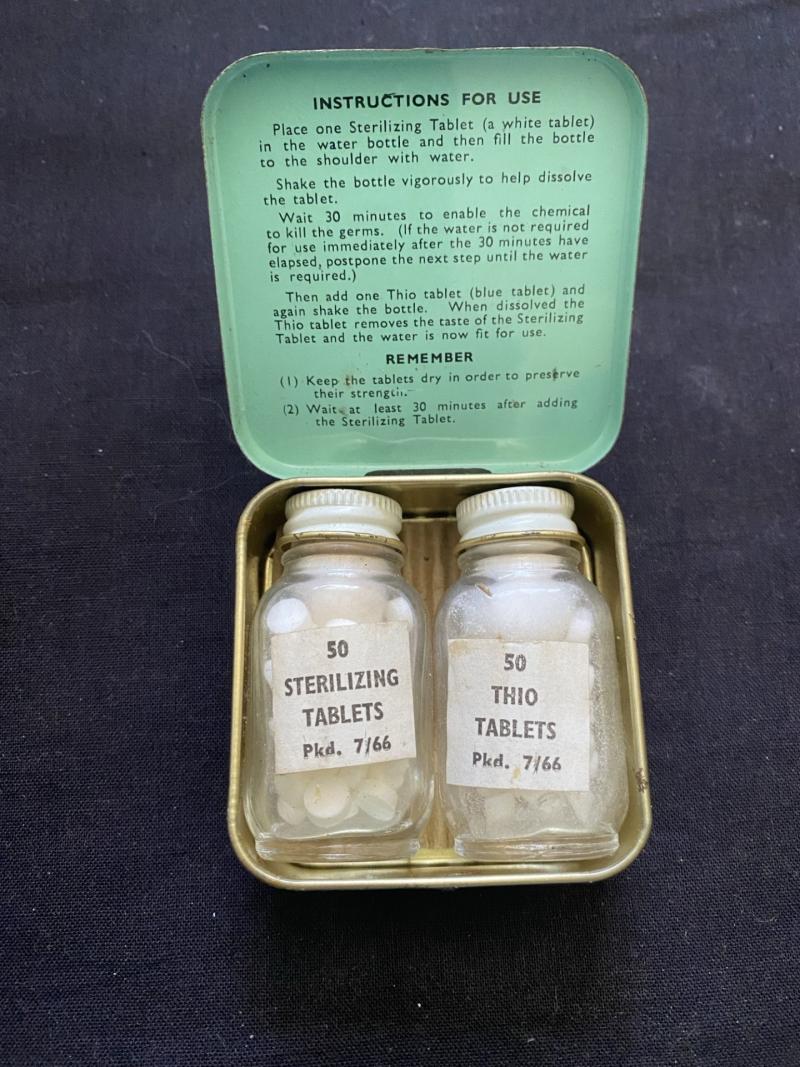 INSTRUCTIONS FOR USE
Place one Sterilizing Tablet (a white tablet)
in the water bottle and then fill the bottle
to the shoulder with water.
Shake the bottle vigorously to help dissolve
the tablet.
Wait 30 minutes to enable the chemical
to kill the germs. (If the water is not required
for use immediately after the 30 minutes have
elapsed, postpone the next step until the water
is required.)
Then add one Thio tablet (blue tablet) and
again shake the bottle. When dissolved the
Thio tablet removes the taste of the Sterilizing
Tablet and the water is now fit for use.
REMEMBER
(1) Keep the tablets dry in order to preserve
their strength.
(2) Wait at least 30 minutes after adding
the Sterilizing Tablet.
50
STERILIZING
TABLETS
Pkd. 7/66
50
THIO
TABLETS
Pkd. 7/66